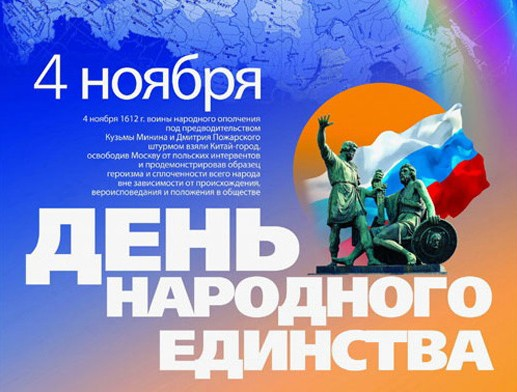 4 ноября
4 ноября 1612 г. воины народного ополчения
под предводительством
Кузьмы Минина и Дмитрия Пожарского
штурмом взяли Китай-город,
освободив Москву от польских интервентов
и продемонстрировав образец
героизма и сплоченности всего народа
вне зависимости от происхождения,
вероисповедания и положения в обществе
ДЕНЬ
НАРОДНОГО
ЕДИНСТВА